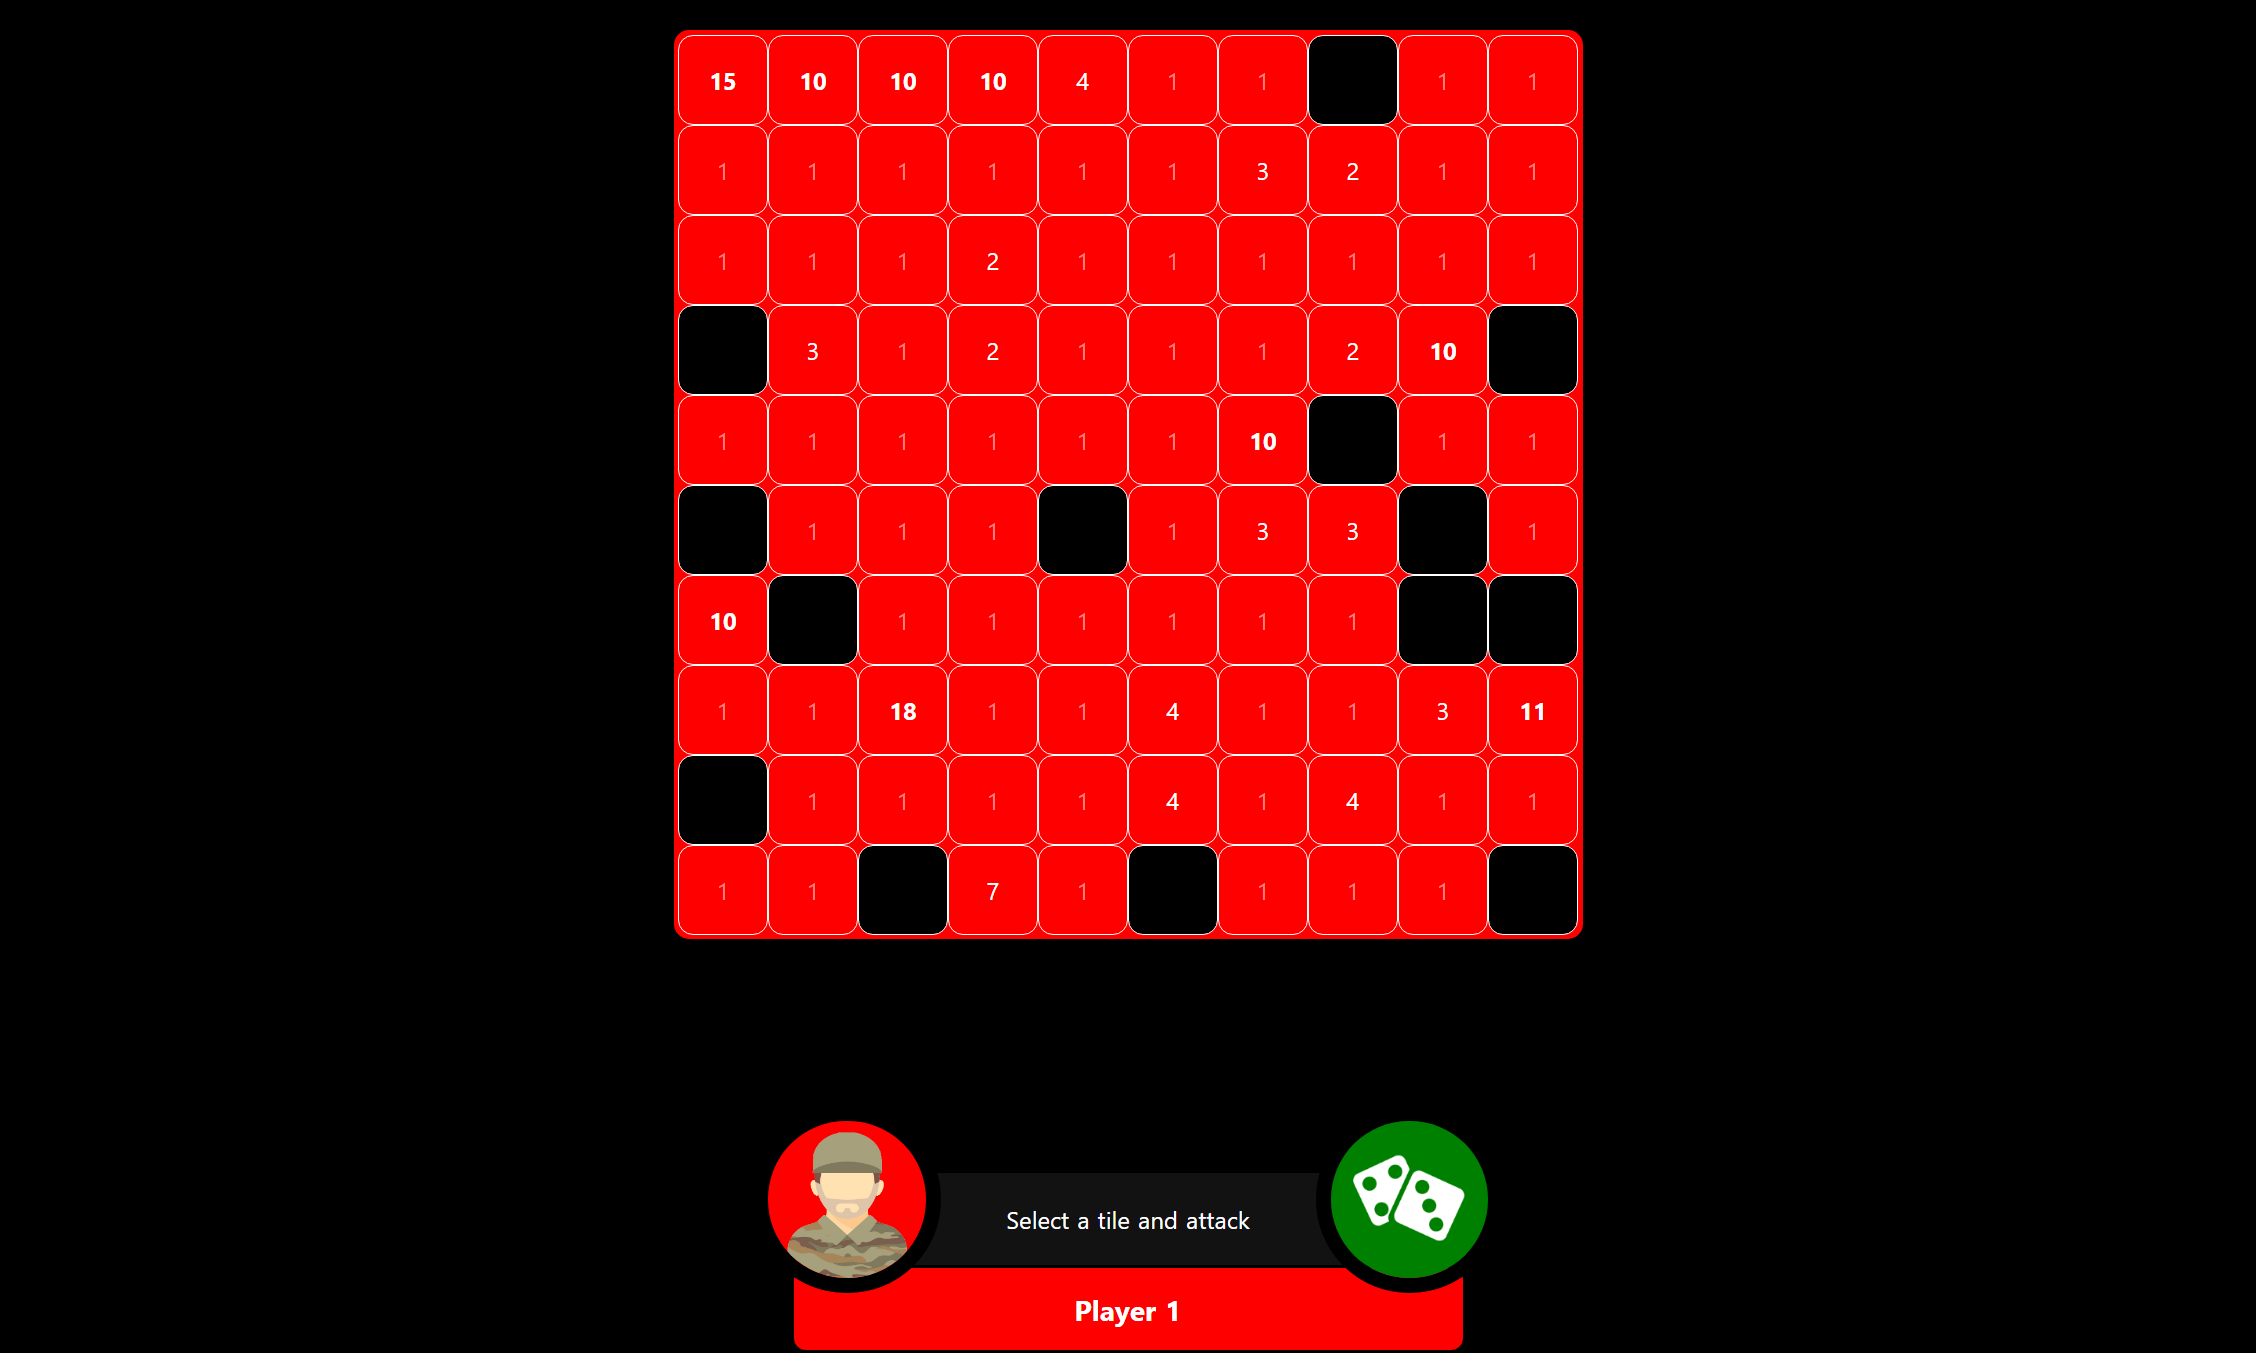 15 10 10 10 4 1 1 1 1
1 1 1 1 1 1 3 2 1 1
1 1 1 2 1 1 1 1 1 1
3 1 2 1 1 1 2 10
1 1 1 1 1 1 10 1 1
1 1 1 1 3 3 1
10 1 1 1 1 1 1
1 1 18 1 1 4 1 1 3 11
1 1 1 1 4 1 4 1 1
1 1 7 1 1 1 1
Select a tile and attack
Player 1